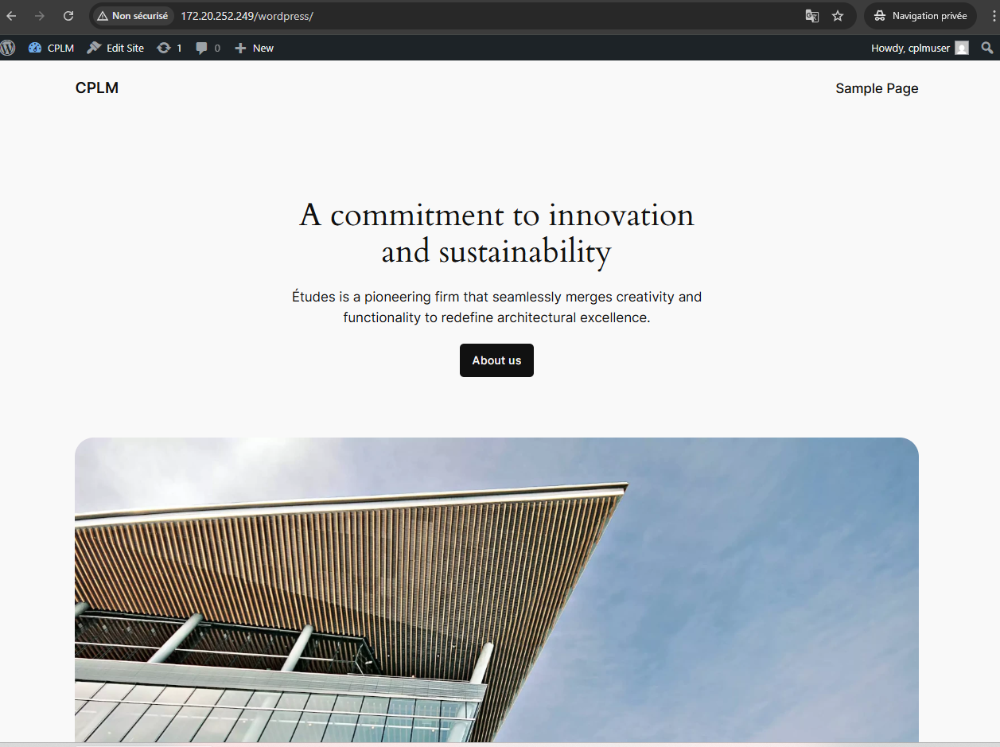 Non sécurisé 172.20.252.249/wordpress/ Navigation privée
CPLM Edit Site 1 0 New Howdy, cplmuser
CPLM Sample Page
A commitment to innovation
and sustainability
Études is a pioneering firm that seamlessly merges creativity and
functionality to redefine architectural excellence.
About us